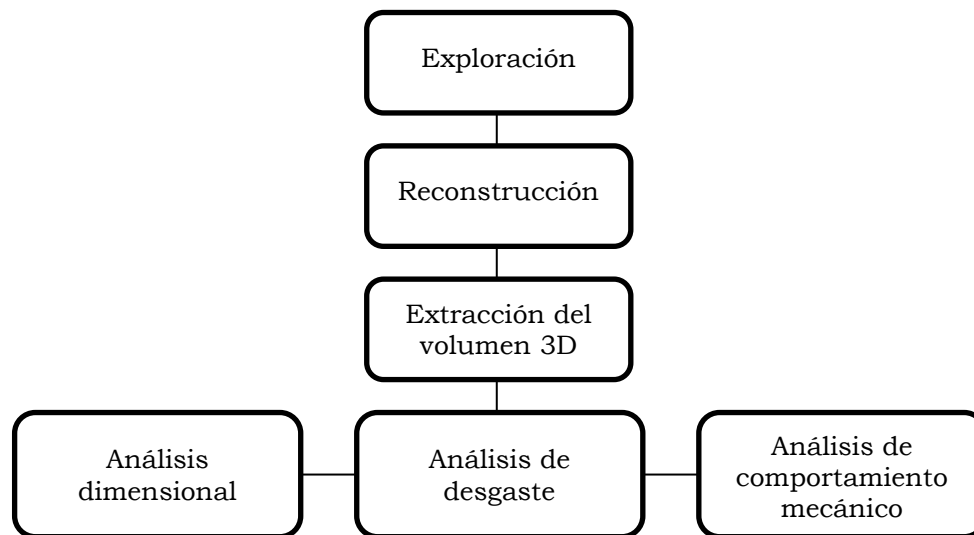 Exploración
Reconstrucción
Extracción del
volumen 3D
Análisis
dimensional
Análisis de
desgaste
Análisis de
comportamiento
mecánico